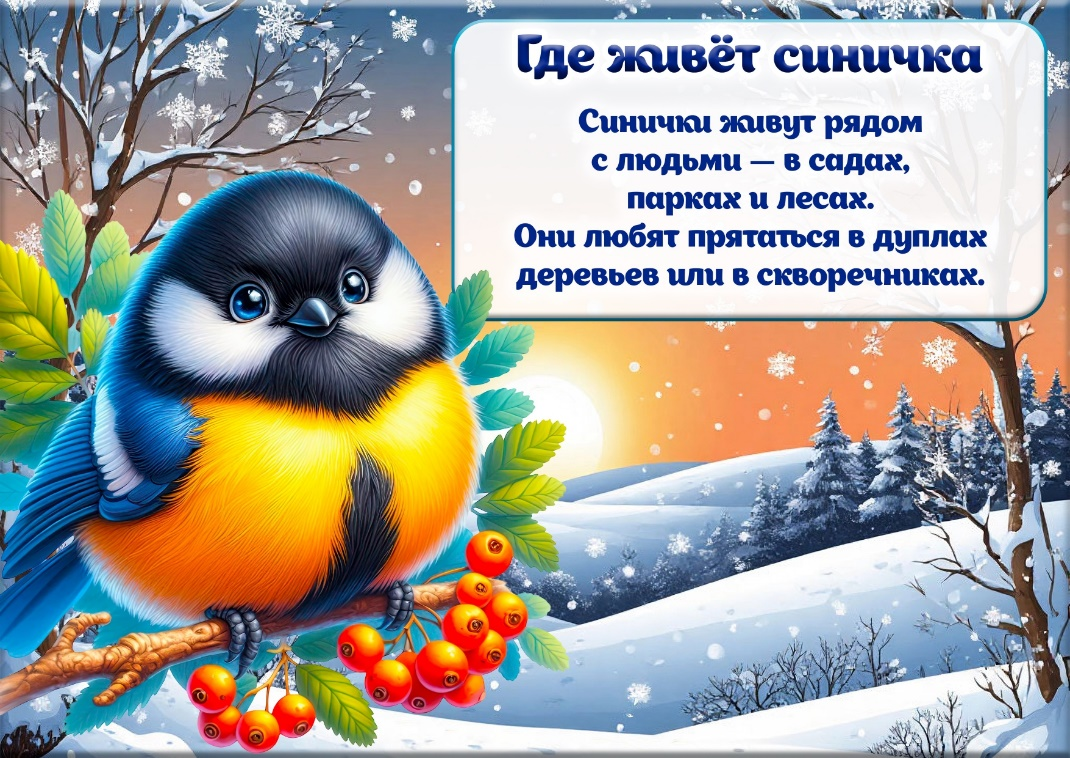 Где живёт синичка
Синички живут рядом
с людьми — в садах,
парках и лесах.
Они любят прятаться в дуплах
деревьев или в скворечниках.